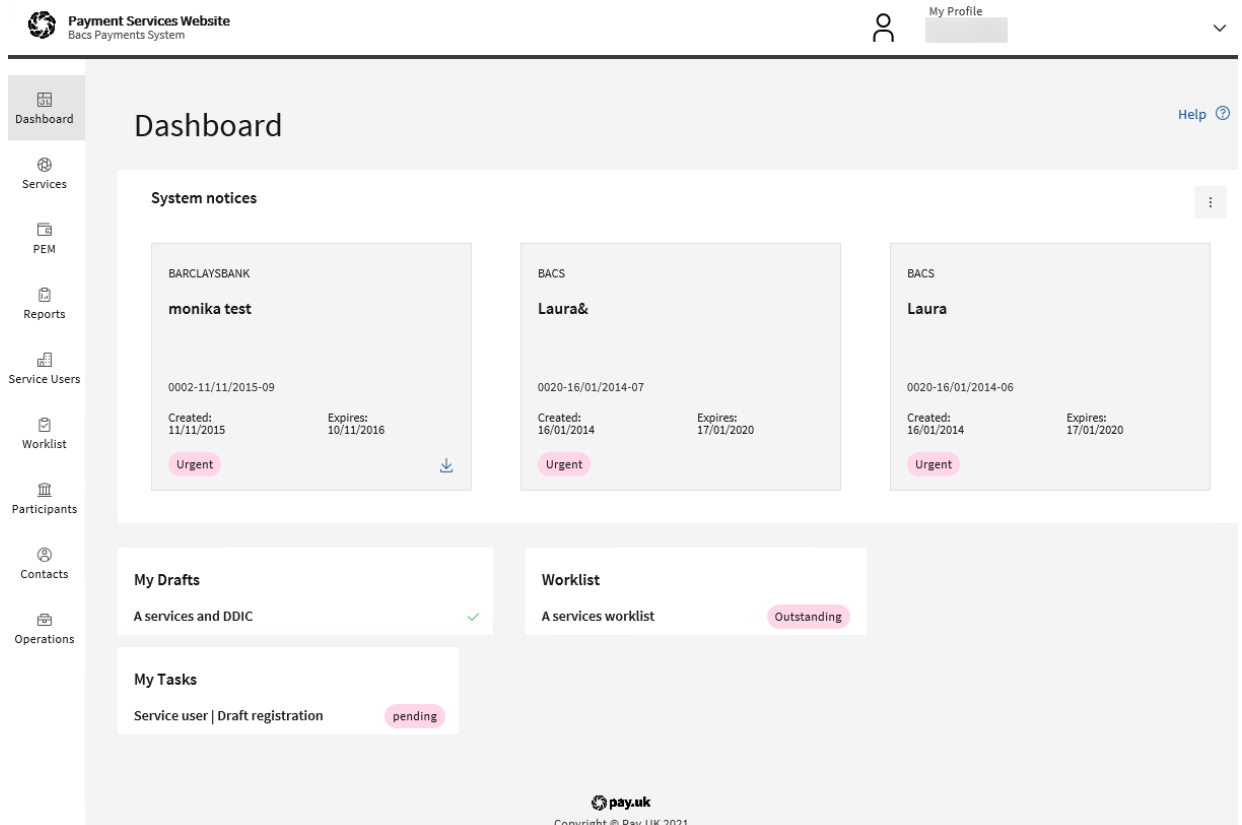 Payment Services Website
Bacs Payments System
My Profile
Dashboard
Services
PEM
Reports
Service Users
Worklist
Participants
Contacts
Operations
Dashboard
Help
System notices
BARCLAYSBANK
monika test
0002-11/11/2015-09
Created:
11/11/2015
Expires:
10/11/2016
Urgent
BACS
Laura&
0020-16/01/2014-07
Created:
16/01/2014
Expires:
17/01/2020
Urgent
BACS
Laura
0020-16/01/2014-06
Created:
16/01/2014
Expires:
17/01/2020
Urgent
My Drafts
A services and DDIC
Worklist
A services worklist
Outstanding
My Tasks
Service user | Draft registration
pending
pay.uk
Copyright © Pay.UK 2021